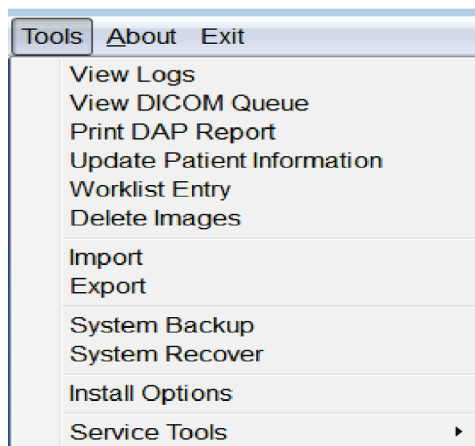 Tools About Exit
View Logs
View DICOM Queue
Print DAP Report
Update Patient Information
Worklist Entry
Delete Images
Import
Export
System Backup
System Recover
Install Options
Service Tools